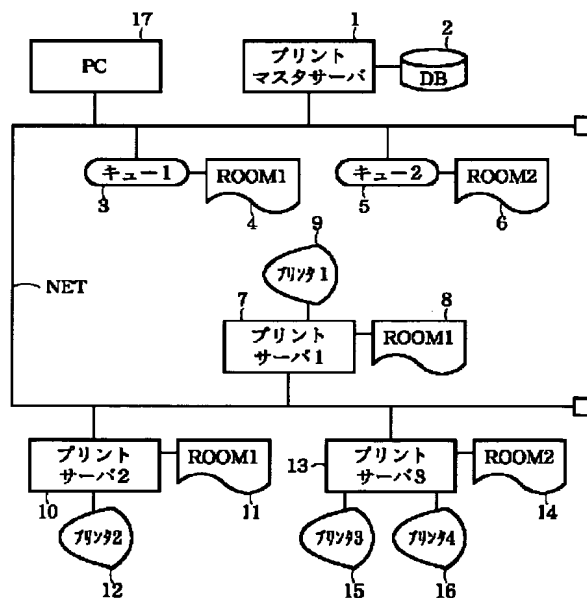 17
PC
1
プリント
マスタサーバ
2
DB
キュー1
3
ROOM1
4
キュー2
5
ROOM2
6
NET
9
プリンタ1
7
プリント
サーバ1
8
ROOM1
プリント
サーバ2
10
ROOM1
11
プリンタ2
12
13
プリント
サーバ3
ROOM2
14
プリンタ3
15
プリンタ4
16